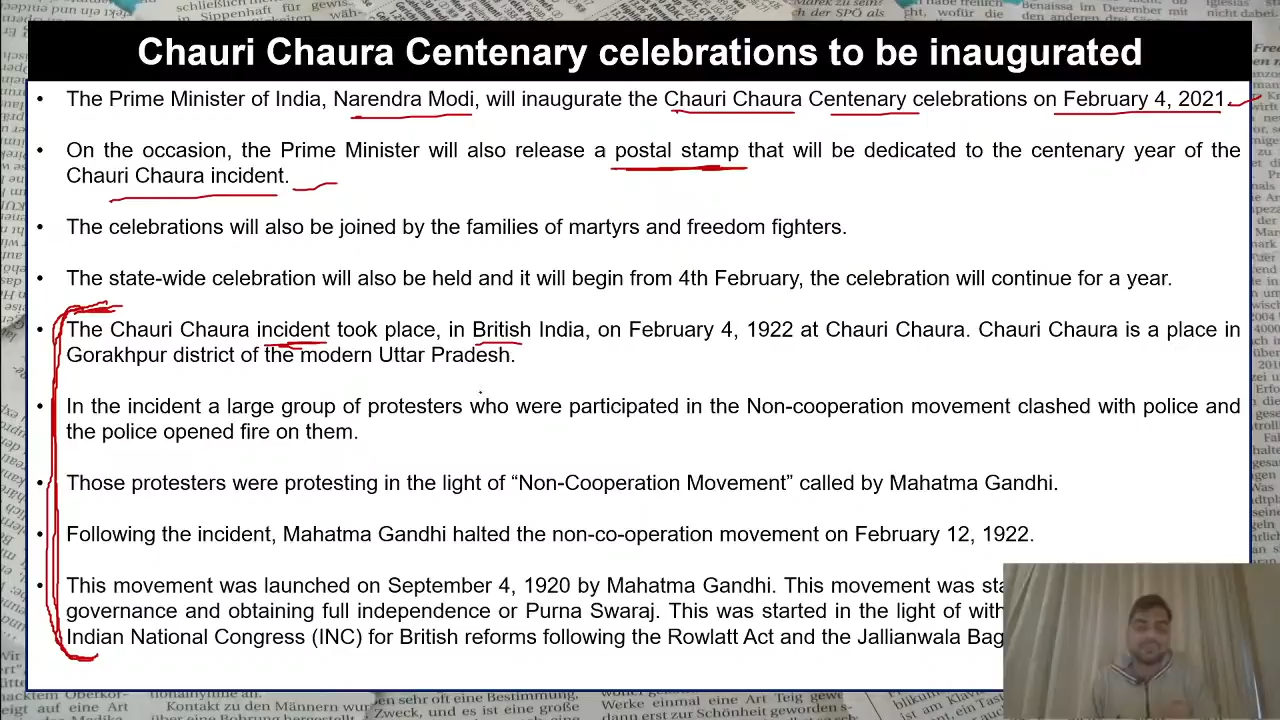 Chauri Chaura Centenary celebrations to be inaugurated
• The Prime Minister of India, Narendra Modi, will inaugurate the Chauri Chaura Centenary celebrations on February 4, 2021.
• On the occasion, the Prime Minister will also release a postal stamp that will be dedicated to the centenary year of the
Chauri Chaura incident.
• The celebrations will also be joined by the families of martyrs and freedom fighters.
• The state-wide celebration will also be held and it will begin from 4th February, the celebration will continue for a year.
• The Chauri Chaura incident took place, in British India, on February 4, 1922 at Chauri Chaura. Chauri Chaura is a place in
Gorakhpur district of the modern Uttar Pradesh.
• In the incident a large group of protesters who were participated in the Non-cooperation movement clashed with police and
the police opened fire on them.
• Those protesters were protesting in the light of “Non-Cooperation Movement” called by Mahatma Gandhi.
• Following the incident, Mahatma Gandhi halted the non-co-operation movement on February 12, 1922.
• This movement was launched on September 4, 1920 by Mahatma Gandhi. This movement was
governance and obtaining full independence or Purna Swaraj. This was started in the light of
Indian National Congress (INC) for British reforms following the Rowlatt Act and the Jallianwala